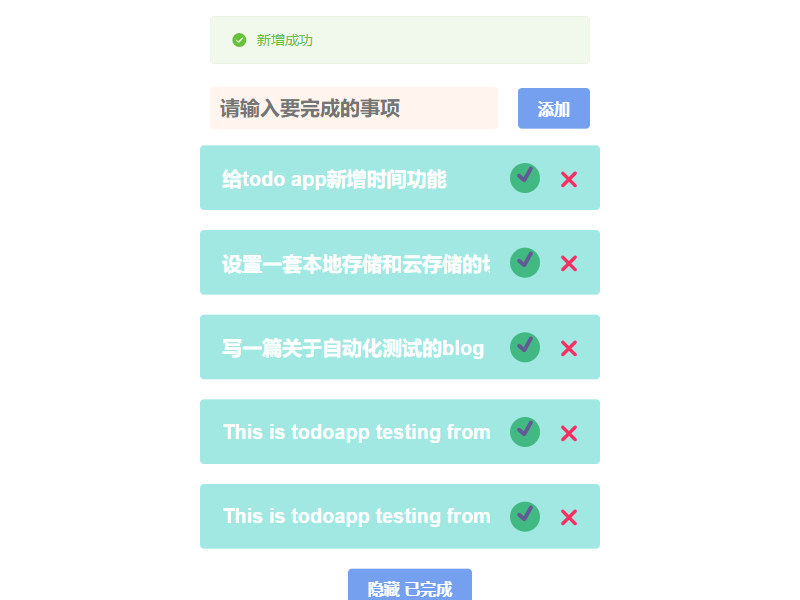 新增成功
请输入要完成的事项
添加
给todo app新增时间功能
设置一套本地存储和云存储的
写一篇关于自动化测试的blog
This is todoapp testing from
This is todoapp testing from
隐藏 已完成